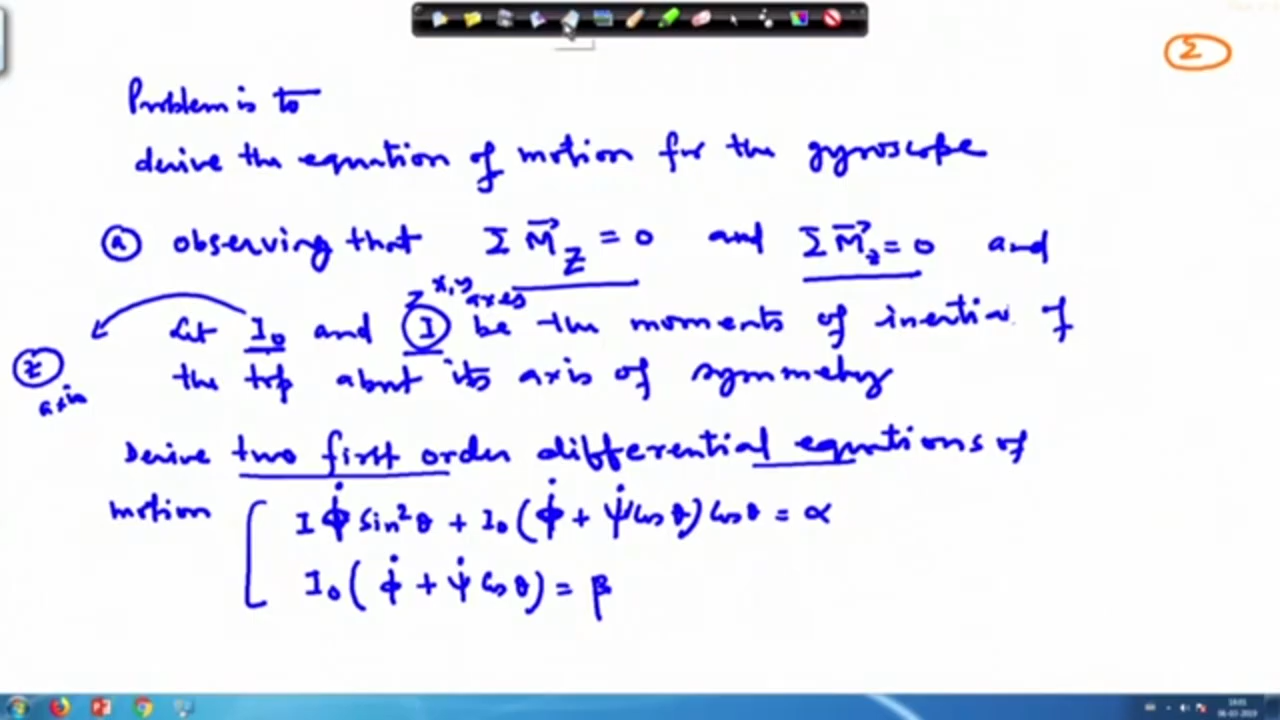 Σ
Problem is to
derive the equation of motion for the gyroscope
(a) observing that Σ M⃗_Z = 0 and Σ M⃗_z = 0 and
x, y axes
Let I₀ and I be the moments of inertia of
z axis
the top about its axis of symmetry
Derive two first order differential equations of
motion [ I φ̇ sin²θ + I₀ (φ̇ + ψ̇ Cos θ) Cos θ = α
I₀ ( φ̇ + ψ̇ Cos θ) = β